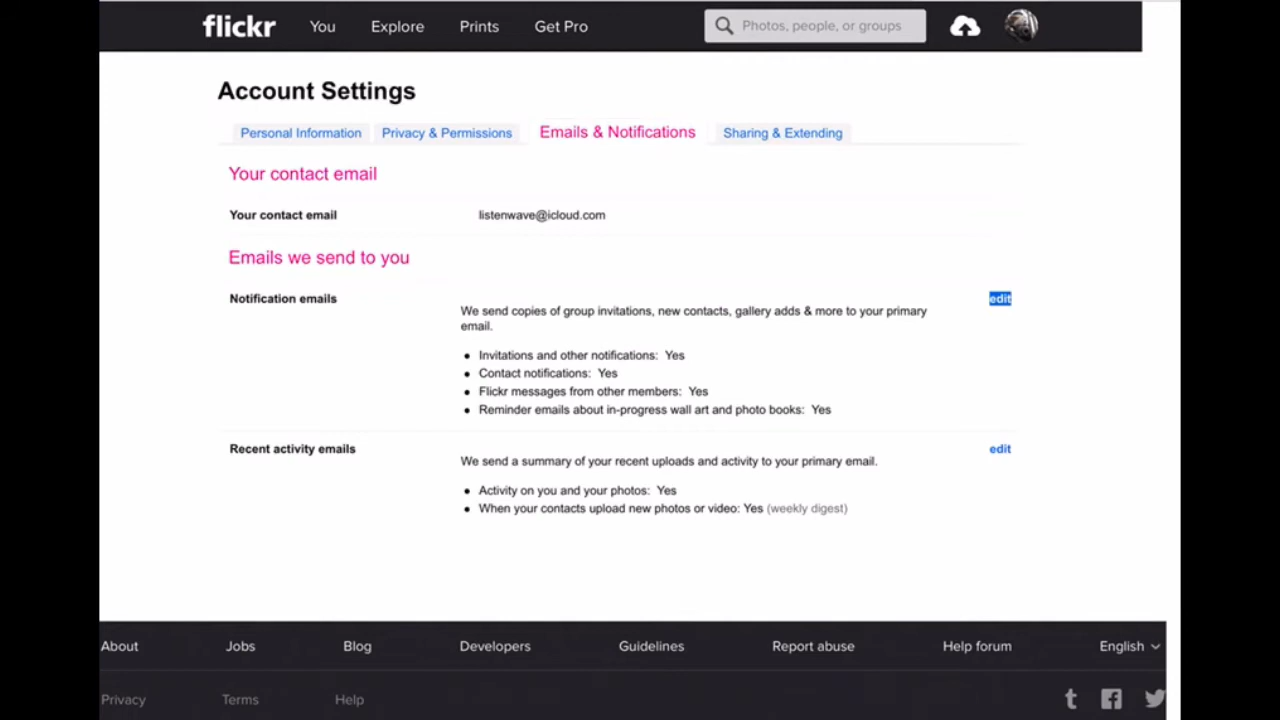 flickr You Explore Prints Get Pro Photos, people, or groups
Account Settings
Personal Information Privacy & Permissions Emails & Notifications Sharing & Extending
Your contact email
Your contact email listenwave@icloud.com
Emails we send to you
Notification emails edit
We send copies of group invitations, new contacts, gallery adds & more to your primary
email.
Invitations and other notifications: Yes
Contact notifications: Yes
Flickr messages from other members: Yes
Reminder emails about in-progress wall art and photo books: Yes
Recent activity emails edit
We send a summary of your recent uploads and activity to your primary email.
Activity on you and your photos: Yes
When your contacts upload new photos or video: Yes (weekly digest)
About Jobs Blog Developers Guidelines Report abuse Help forum English
Privacy Terms Help